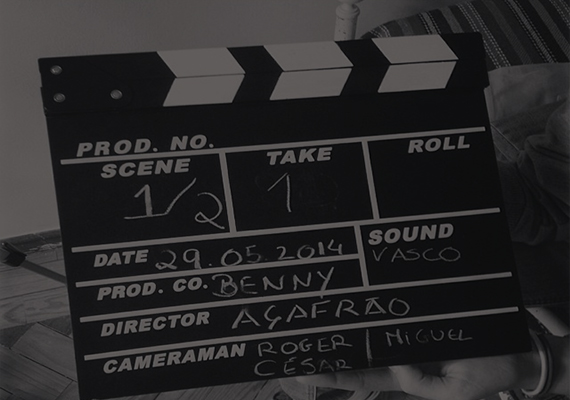 PROD. NO.
SCENE TAKE ROLL
1/2 1
DATE 29.05.2014 SOUND
VASCO
PROD. CO. BENNY
DIRECTOR AÇAFRÃO
CAMERAMAN ROGER | MIGUEL
CÉSAR